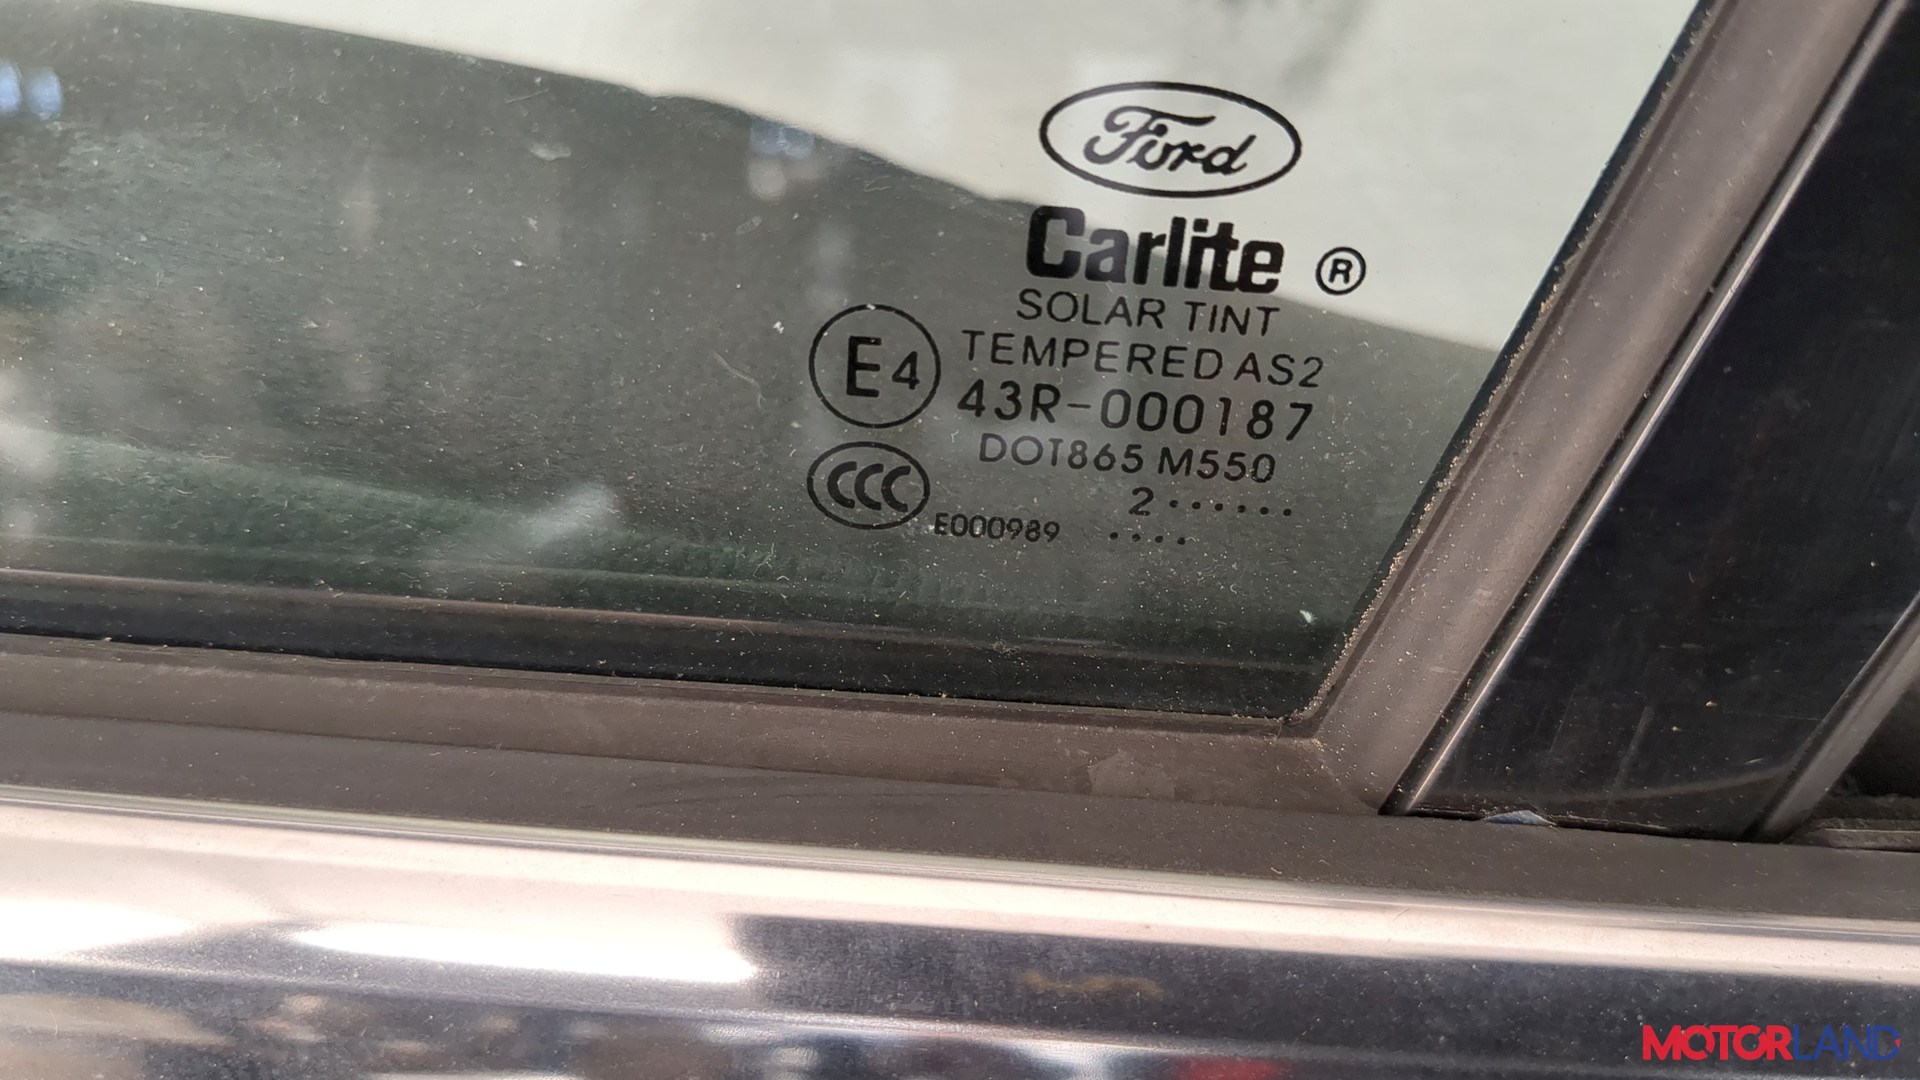 Ford
Carlite ®
SOLAR TINT
TEMPERED AS2
E4 43R-000187
DOT865 M550
2 ······
CCC E000989 ····
MOTORLAND